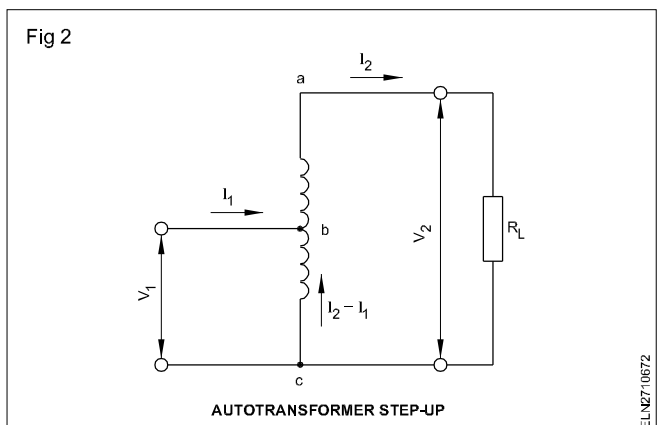 Fig 2
I2
a
I1
b
V1
V2
RL
I2 – I1
c
AUTOTRANSFORMER STEP-UP
ELN2710672